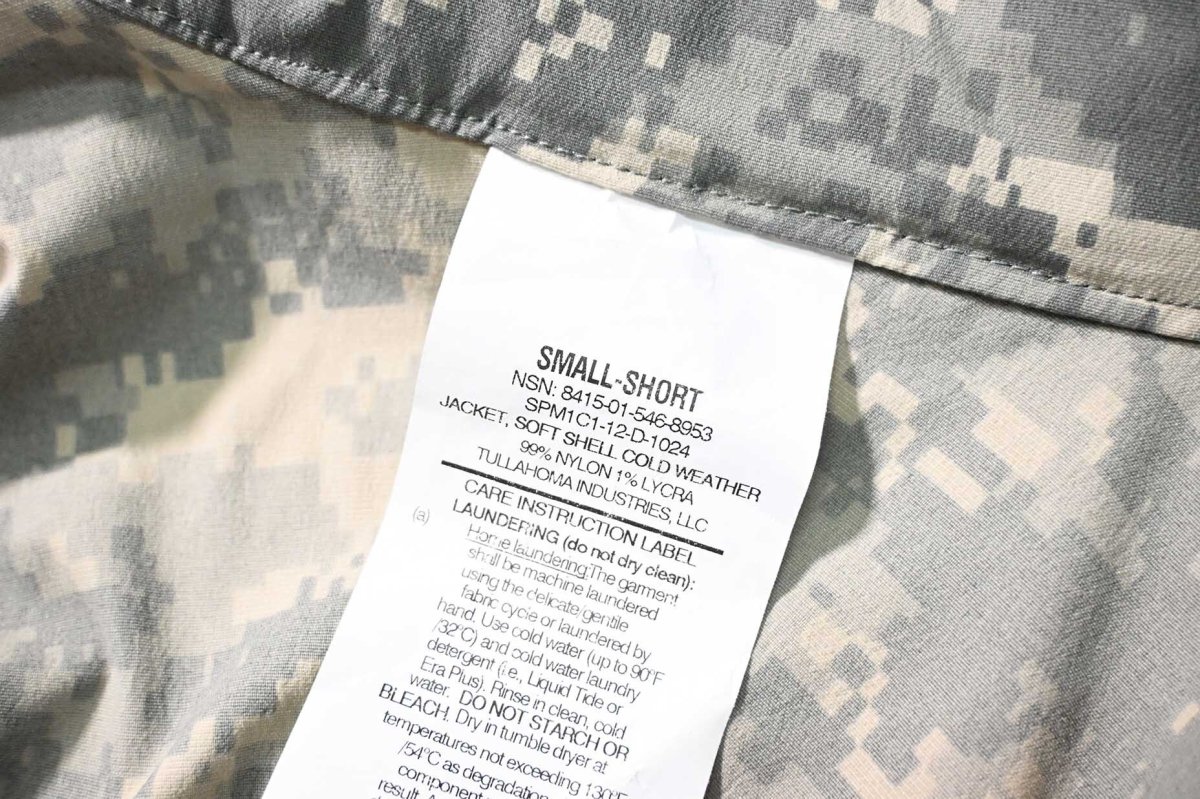 SMALL-SHORT
NSN: 8415-01-546-8953
SPM1C1-12-D-1024
JACKET, SOFT SHELL COLD WEATHER
99% NYLON 1% LYCRA
TULLAHOMA INDUSTRIES, LLC
CARE INSTRUCTION LABEL
(a) LAUNDERING (do not dry clean):
Home laundering: The garment
shall be machine laundered
using the delicate/gentile
fabric cycle or laundered by
hand. Use cold water (up to 90°F
/32°C) and cold water laundry
detergent (i.e., Liquid Tide or
Era Plus). Rinse in clean, cold
water. DO NOT STARCH OR
BLEACH. Dry in tumble dryer at
temperatures not exceeding 130°F
/54°C as degradation
component
result.